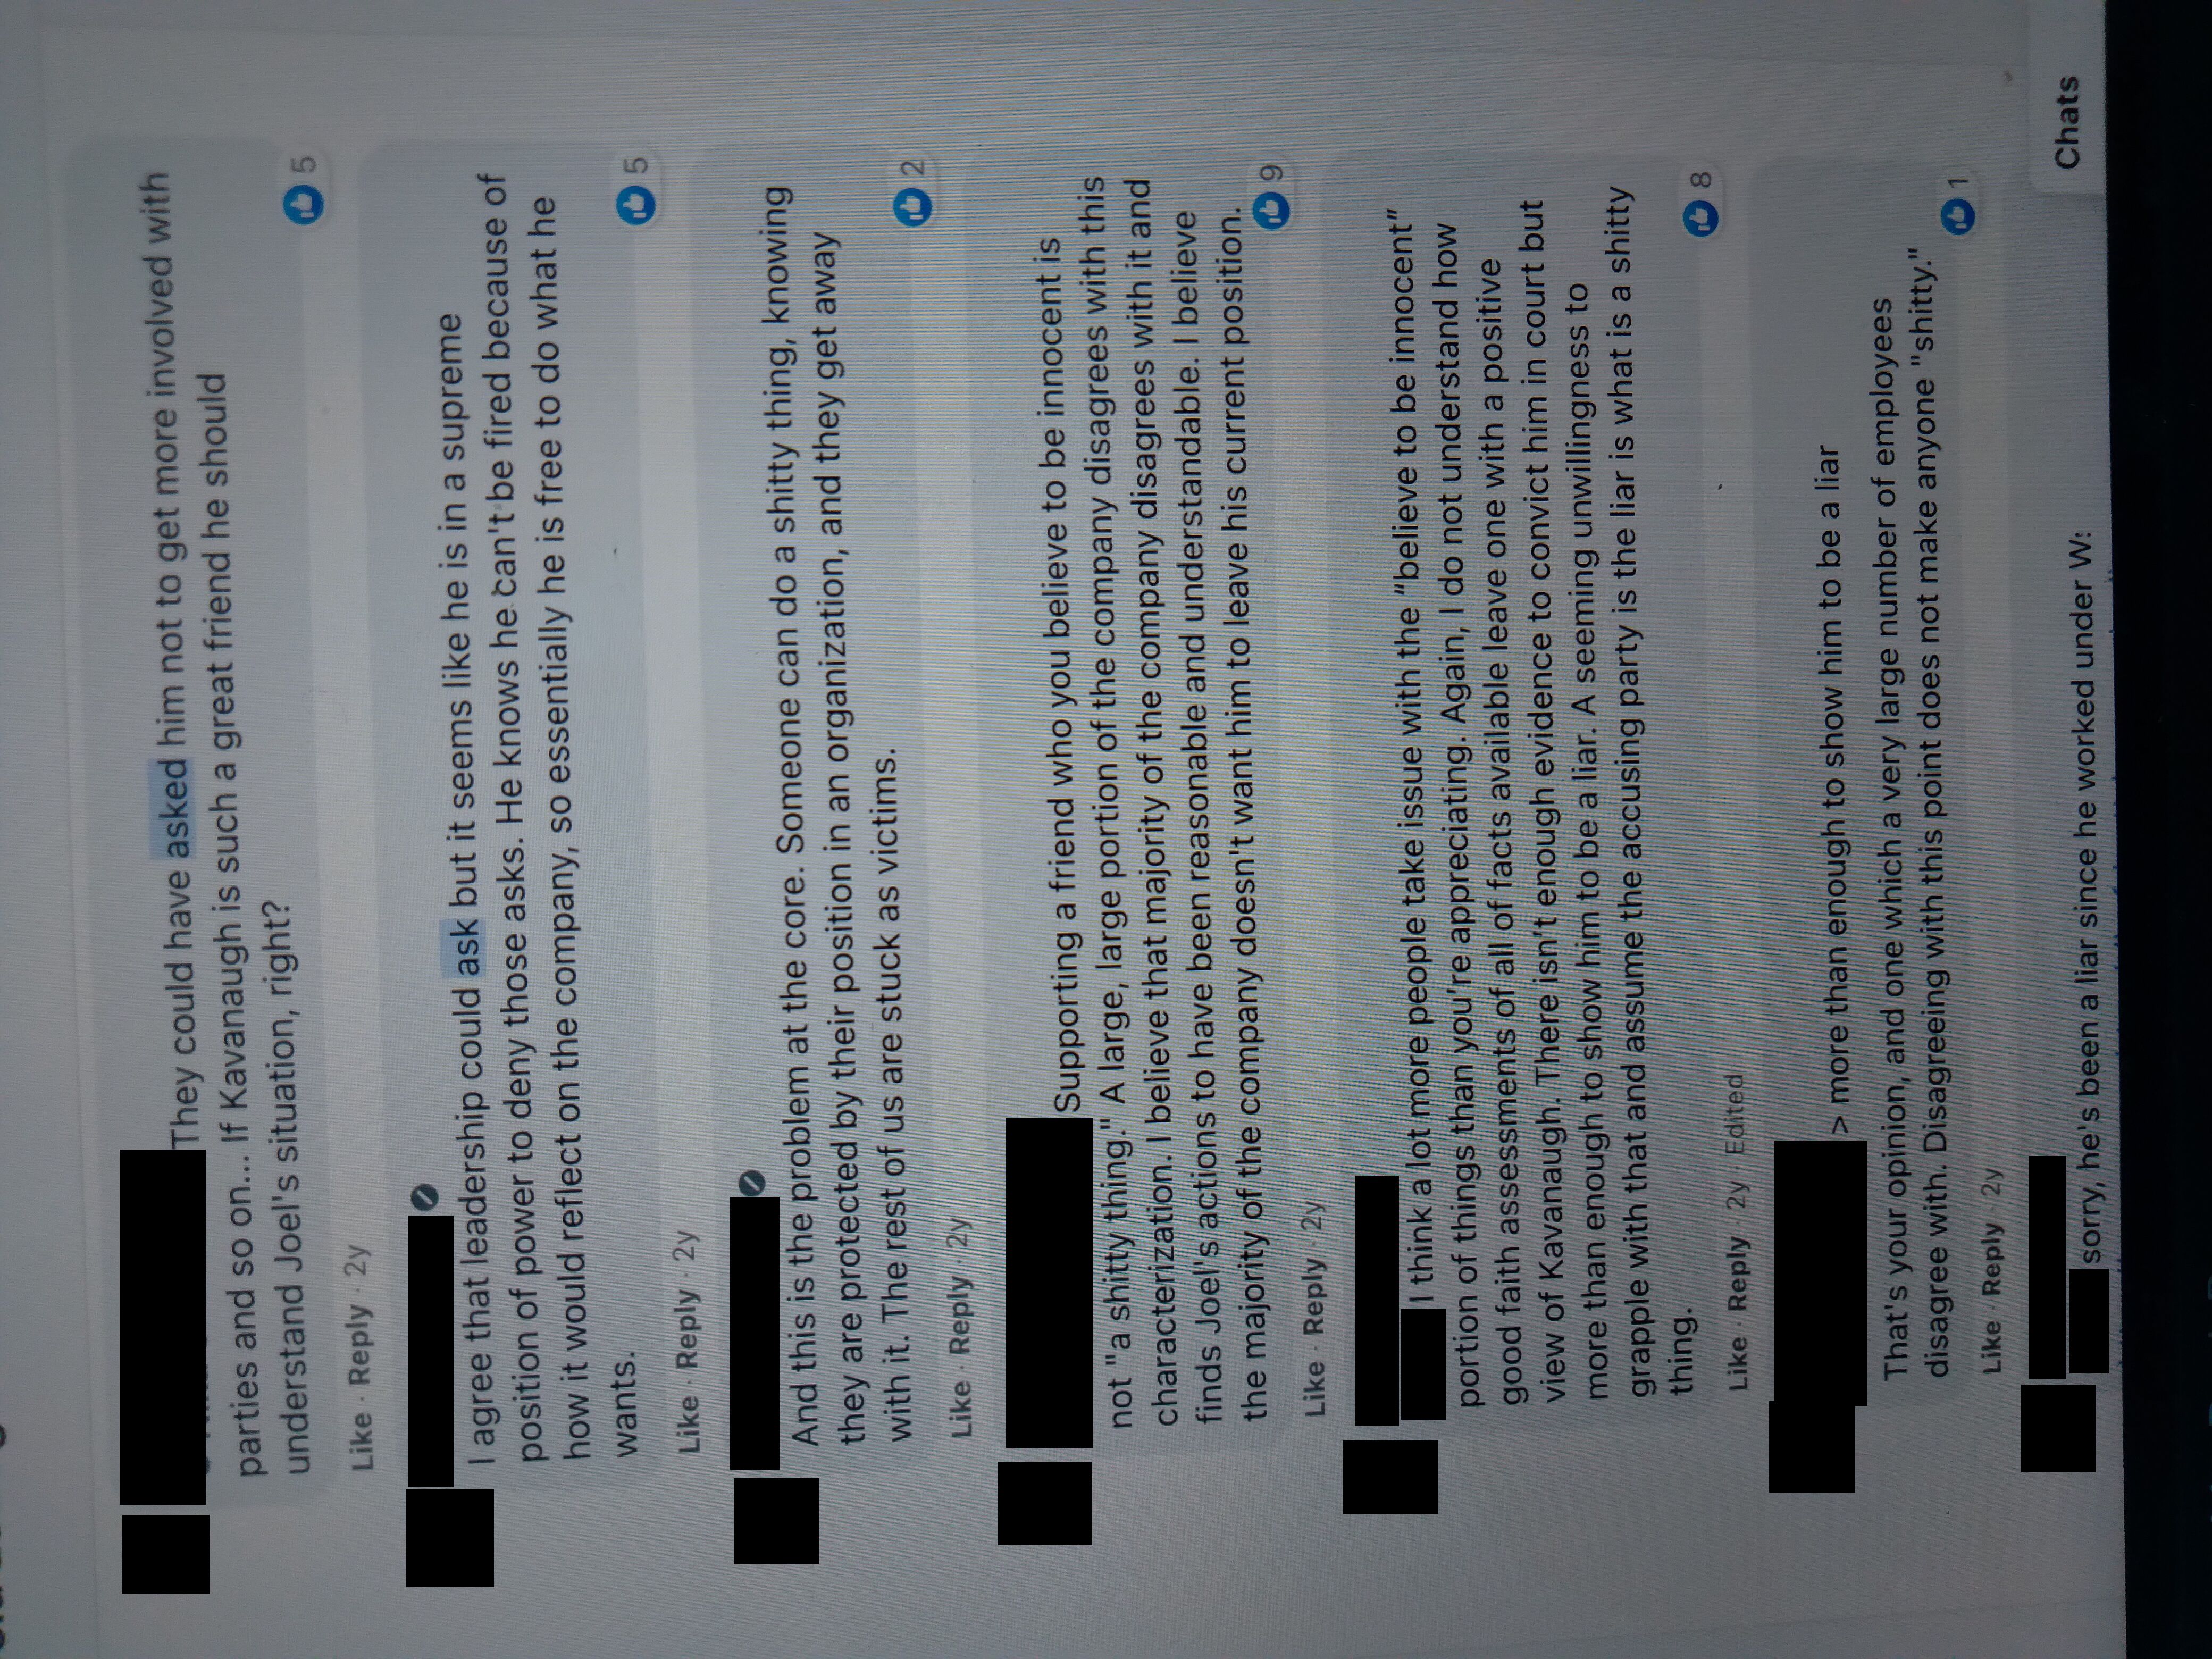 They could have asked him not to get more involved with
parties and so on... If Kavanaugh is such a great friend he should
understand Joel's situation, right?
5
Like · Reply · 2y
I agree that leadership could ask but it seems like he is in a supreme
position of power to deny those asks. He knows he can't be fired because of
how it would reflect on the company, so essentially he is free to do what he
wants.
5
Like · Reply · 2y
And this is the problem at the core. Someone can do a shitty thing, knowing
they are protected by their position in an organization, and they get away
with it. The rest of us are stuck as victims.
2
Like · Reply · 2y
Supporting a friend who you believe to be innocent is
not "a shitty thing." A large, large portion of the company disagrees with this
characterization. I believe that majority of the company disagrees with it and
finds Joel's actions to have been reasonable and understandable. I believe
the majority of the company doesn't want him to leave his current position.
9
Like · Reply · 2y
I think a lot more people take issue with the “believe to be innocent”
portion of things than you're appreciating. Again, I do not understand how
good faith assessments of all of facts available leave one with a positive
view of Kavanaugh. There isn't enough evidence to convict him in court but
more than enough to show him to be a liar. A seeming unwillingness to
grapple with that and assume the accusing party is the liar is what is a shitty
thing.
8
Like · Reply · 2y · Edited
> more than enough to show him to be a liar
That's your opinion, and one which a very large number of employees
disagree with. Disagreeing with this point does not make anyone "shitty."
1
Like · Reply · 2y
sorry, he's been a liar since he worked under W:
Chats